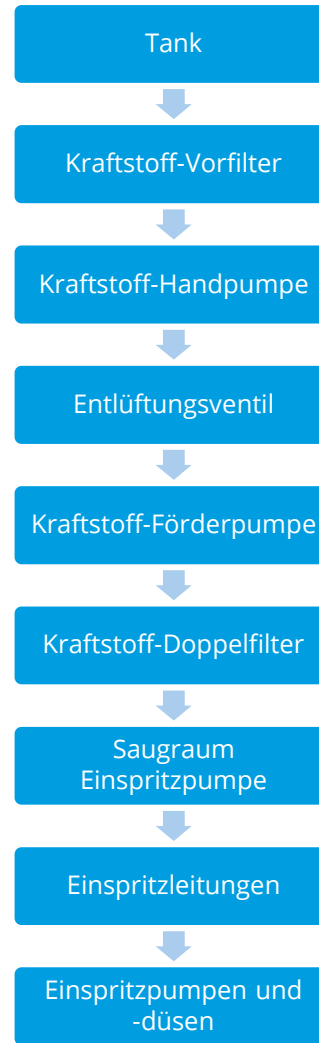 Tank
Kraftstoff-Vorfilter
Kraftstoff-Handpumpe
Entlüftungsventil
Kraftstoff-Förderpumpe
Kraftstoff-Doppelfilter
Saugraum
Einspritzpumpe
Einspritzleitungen
Einspritzpumpen und
-düsen